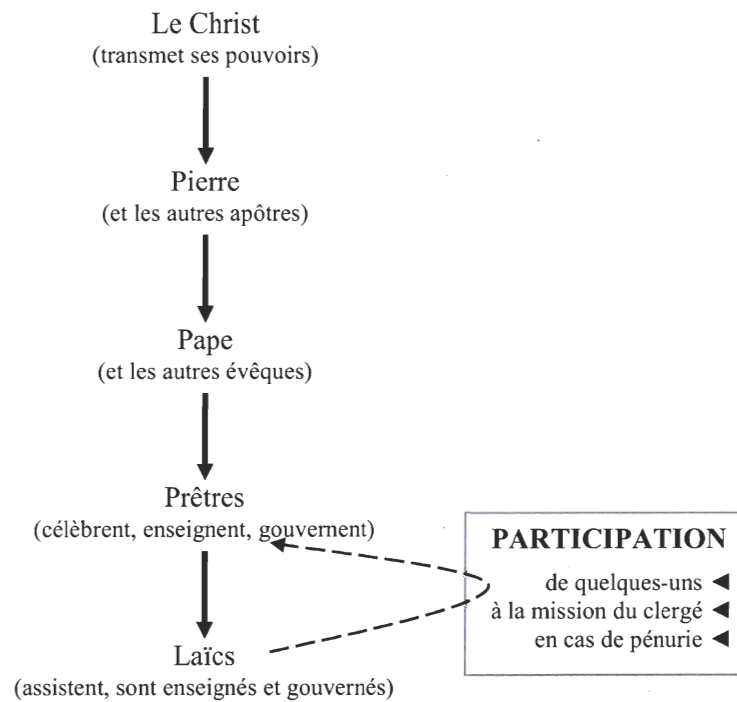 Le Christ
(transmet ses pouvoirs)
Pierre
(et les autres apôtres)
Pape
(et les autres évêques)
Prêtres
(célèbrent, enseignent, gouvernent)
PARTICIPATION
de quelques-uns ◄
à la mission du clergé ◄
en cas de pénurie ◄
Laïcs
(assistent, sont enseignés et gouvernés)